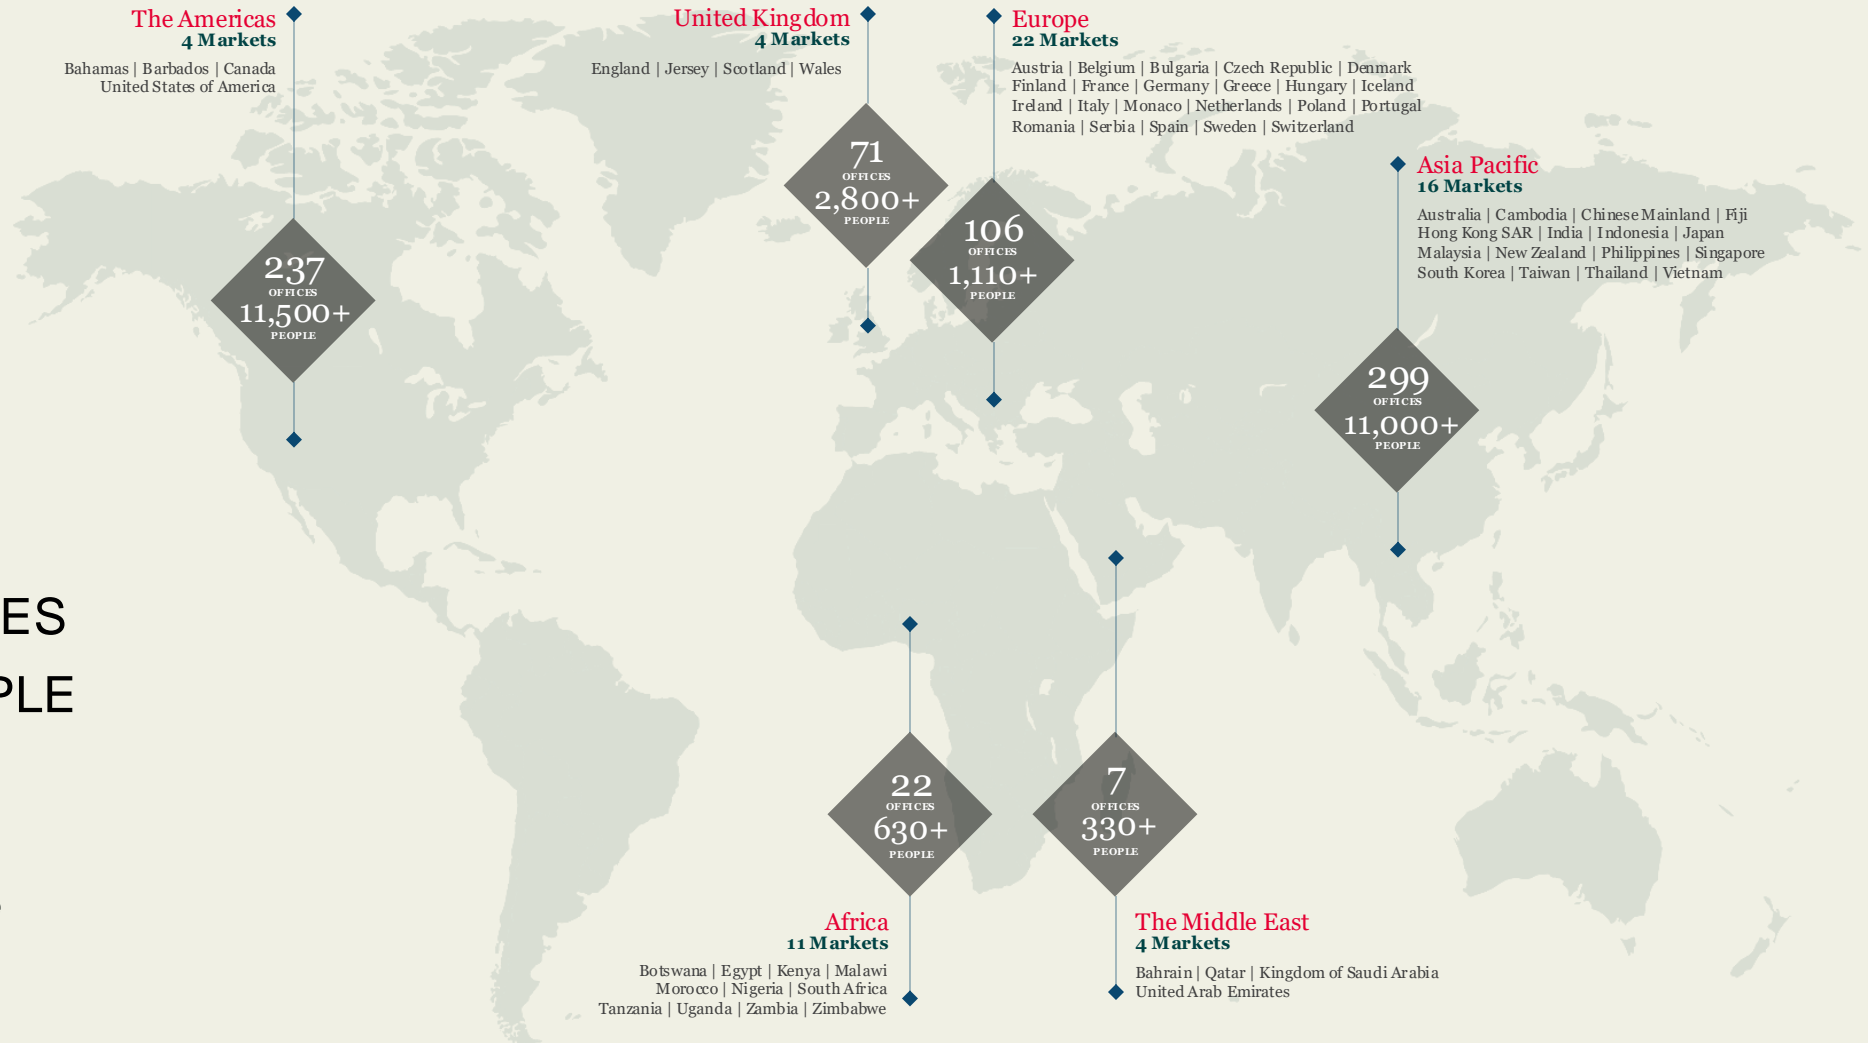 The Americas
4 Markets
Bahamas | Barbados | Canada
United States of America
237
OFFICES
11,500+
PEOPLE
United Kingdom
4 Markets
England | Jersey | Scotland | Wales
71
OFFICES
2,800+
PEOPLE
Europe
22 Markets
Austria | Belgium | Bulgaria | Czech Republic | Denmark
Finland | France | Germany | Greece | Hungary | Iceland
Ireland | Italy | Monaco | Netherlands | Poland | Portugal
Romania | Serbia | Spain | Sweden | Switzerland
106
OFFICES
1,110+
PEOPLE
Asia Pacific
16 Markets
Australia | Cambodia | Chinese Mainland | Fiji
Hong Kong SAR | India | Indonesia | Japan
Malaysia | New Zealand | Philippines | Singapore
South Korea | Taiwan | Thailand | Vietnam
299
OFFICES
11,000+
PEOPLE
ES
PLE
22
OFFICES
630+
PEOPLE
Africa
11 Markets
Botswana | Egypt | Kenya | Malawi
Morocco | Nigeria | South Africa
Tanzania | Uganda | Zambia | Zimbabwe
7
OFFICES
330+
PEOPLE
The Middle East
4 Markets
Bahrain | Qatar | Kingdom of Saudi Arabia
United Arab Emirates